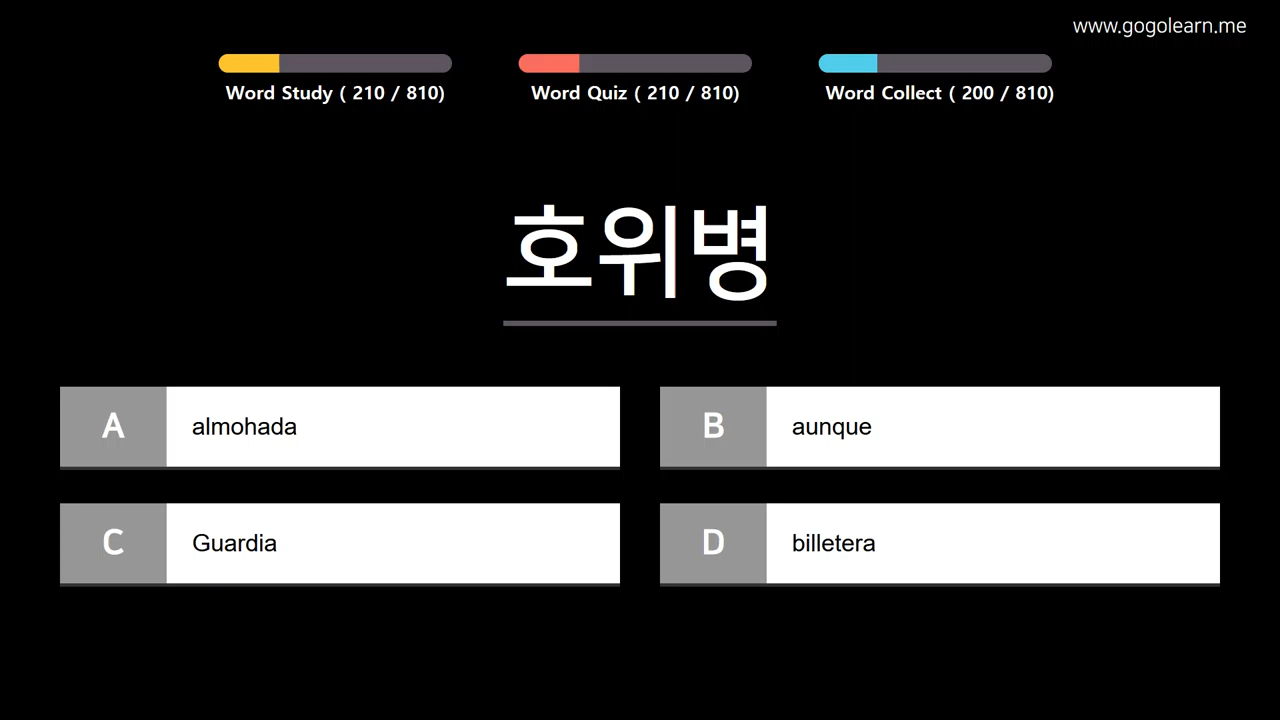 www.gogolearn.me
Word Study ( 210 / 810)
Word Quiz ( 210 / 810)
Word Collect ( 200 / 810)
호위병
A almohada
B aunque
C Guardia
D billetera